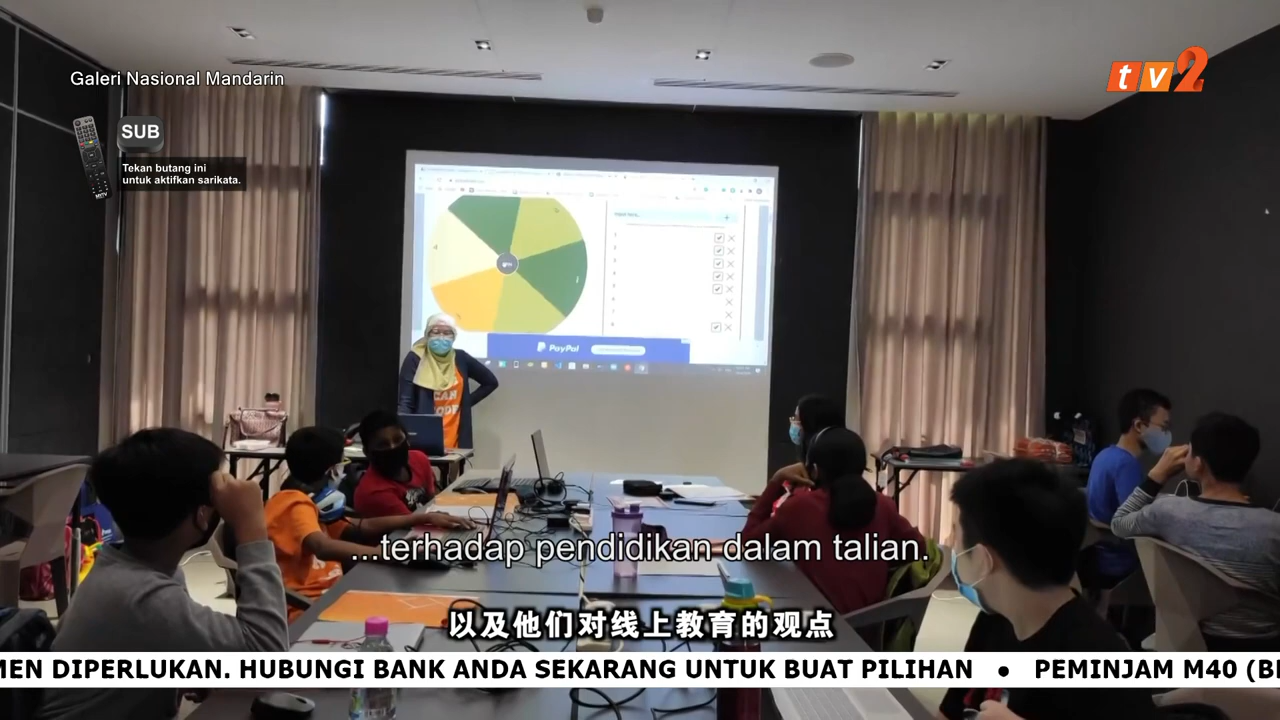 Galeri Nasional Mandarin
tv2
SUB
Tekan butang ini
untuk aktifkan sarikata.
PayPal
...terhadap pendidikan dalam talian.
以及他们对线上教育的观点
MEN DIPERLUKAN. HUBUNGI BANK ANDA SEKARANG UNTUK BUAT PILIHAN • PEMINJAM M40 (B